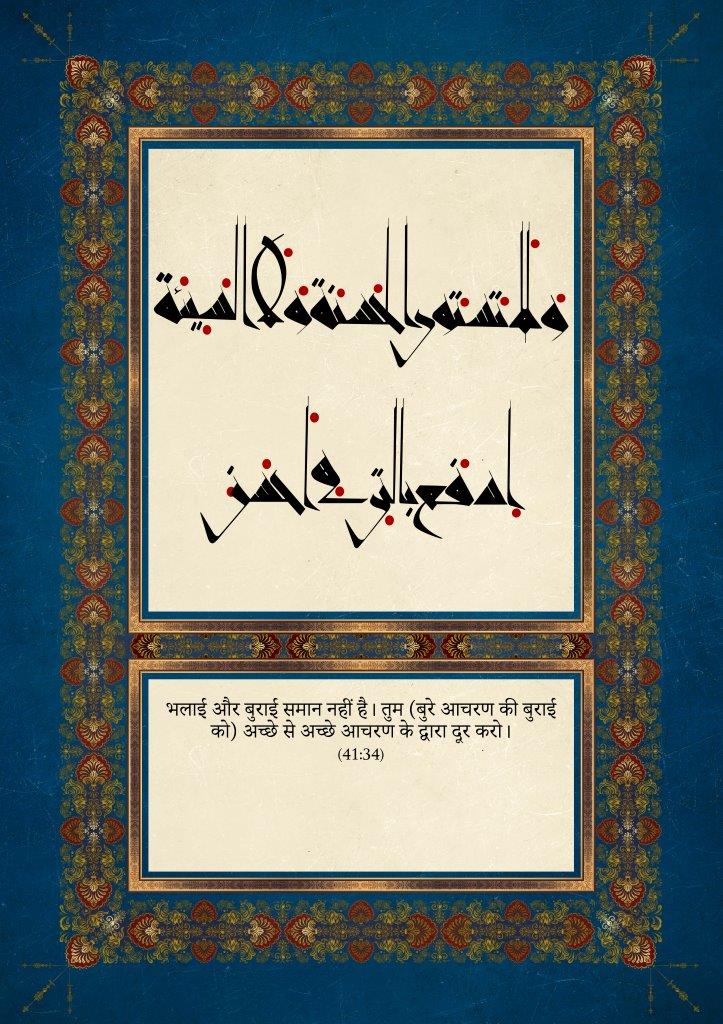 ولا تستوي الحسنة ولا السيئة
ادفع بالتي هي احسن
भलाई और बुराई समान नहीं है। तुम (बुरे आचरण की बुराई
को) अच्छे से अच्छे आचरण के द्वारा दूर करो।
(41:34)